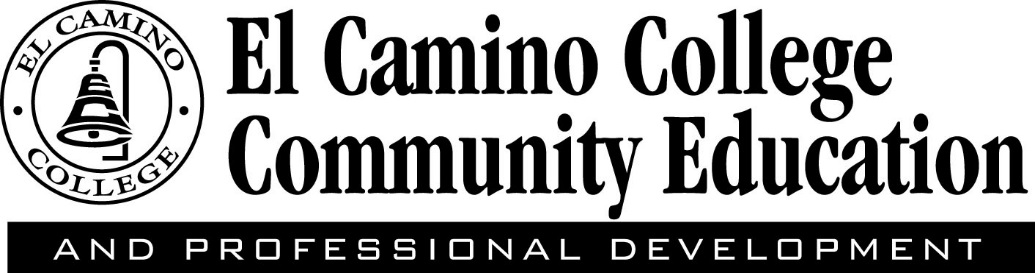 EL CAMINO
COLLEGE
El Camino College
Community Education
AND PROFESSIONAL DEVELOPMENT